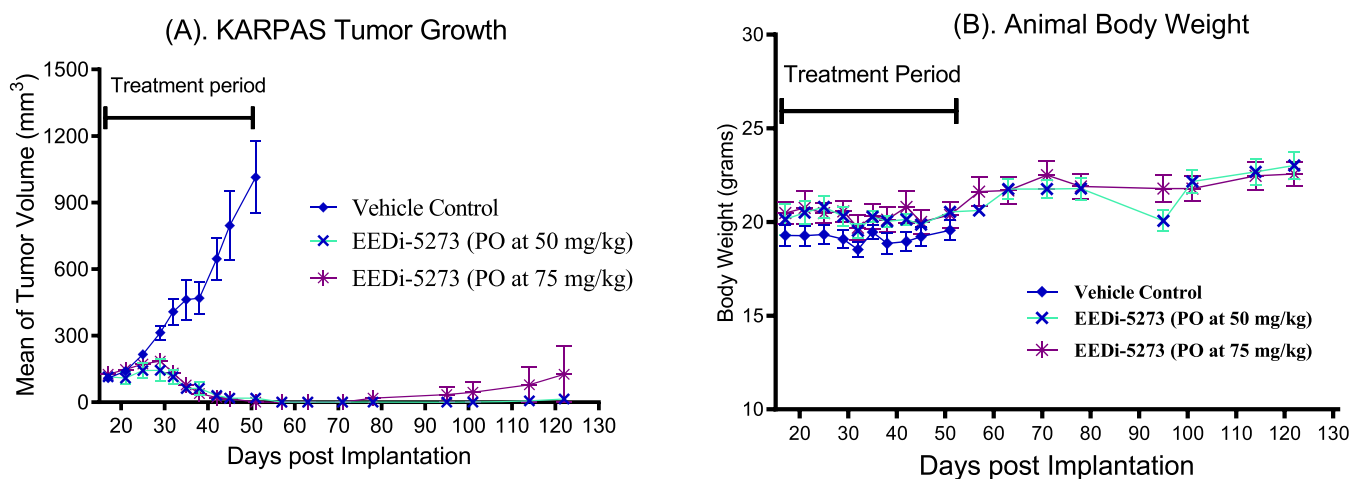 (A). KARPAS Tumor Growth
Mean of Tumor Volume (mm³)
1500
1200
900
600
300
0
Treatment period
Vehicle Control
EEDi-5273 (PO at 50 mg/kg)
EEDi-5273 (PO at 75 mg/kg)
20 30 40 50 60 70 80 90 100 110 120 130
Days post Implantation
(B). Animal Body Weight
Body Weight (grams)
30
25
20
15
10
Treatment Period
Vehicle Control
EEDi-5273 (PO at 50 mg/kg)
EEDi-5273 (PO at 75 mg/kg)
20 30 40 50 60 70 80 90 100 110 120 130
Days post Implantation